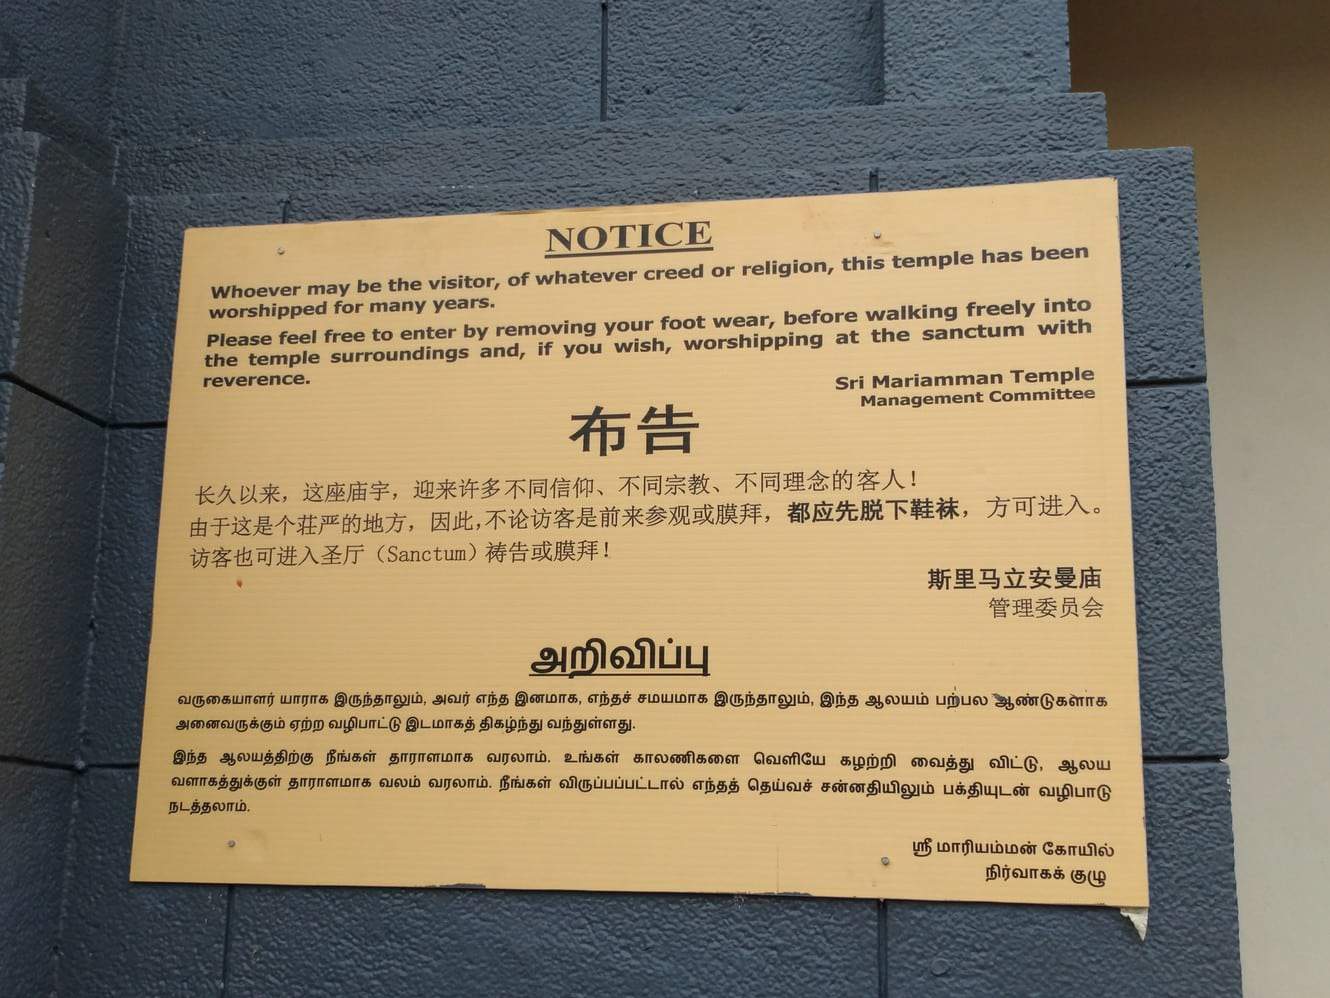 NOTICE
Whoever may be the visitor, of whatever creed or religion, this temple has been
worshipped for many years.
Please feel free to enter by removing your foot wear, before walking freely into
the temple surroundings and, if you wish, worshipping at the sanctum with
reverence.
Sri Mariamman Temple
Management Committee
布告
长久以来，这座庙宇，迎来许多不同信仰、不同宗教、不同理念的客人！
由于这是个荘严的地方，因此，不论访客是前来参观或膜拜，都应先脱下鞋袜，方可进入。
访客也可进入圣厅（Sanctum）祷告或膜拜！
斯里马立安曼庙
管理委员会
அறிவிப்பு
வருகையாளர் யாராக இருந்தாலும், அவர் எந்த இனமாக, எந்தச் சமயமாக இருந்தாலும், இந்த ஆலயம் பற்பல ஆண்டுகளாக
அனைவருக்கும் ஏற்ற வழிபாட்டு இடமாகத் திகழ்ந்து வந்துள்ளது.
இந்த ஆலயத்திற்கு நீங்கள் தாராளமாக வரலாம். உங்கள் காலணிகளை வெளியே கழற்றி வைத்து விட்டு, ஆலய
வளாகத்துக்குள் தாராளமாக வலம் வரலாம். நீங்கள் விருப்பப்பட்டால் எந்தத் தெய்வச் சன்னதியிலும் பக்தியுடன் வழிபாடு
நடத்தலாம்.
ஸ்ரீ மாரியம்மன் கோயில்
நிர்வாகக் குழு